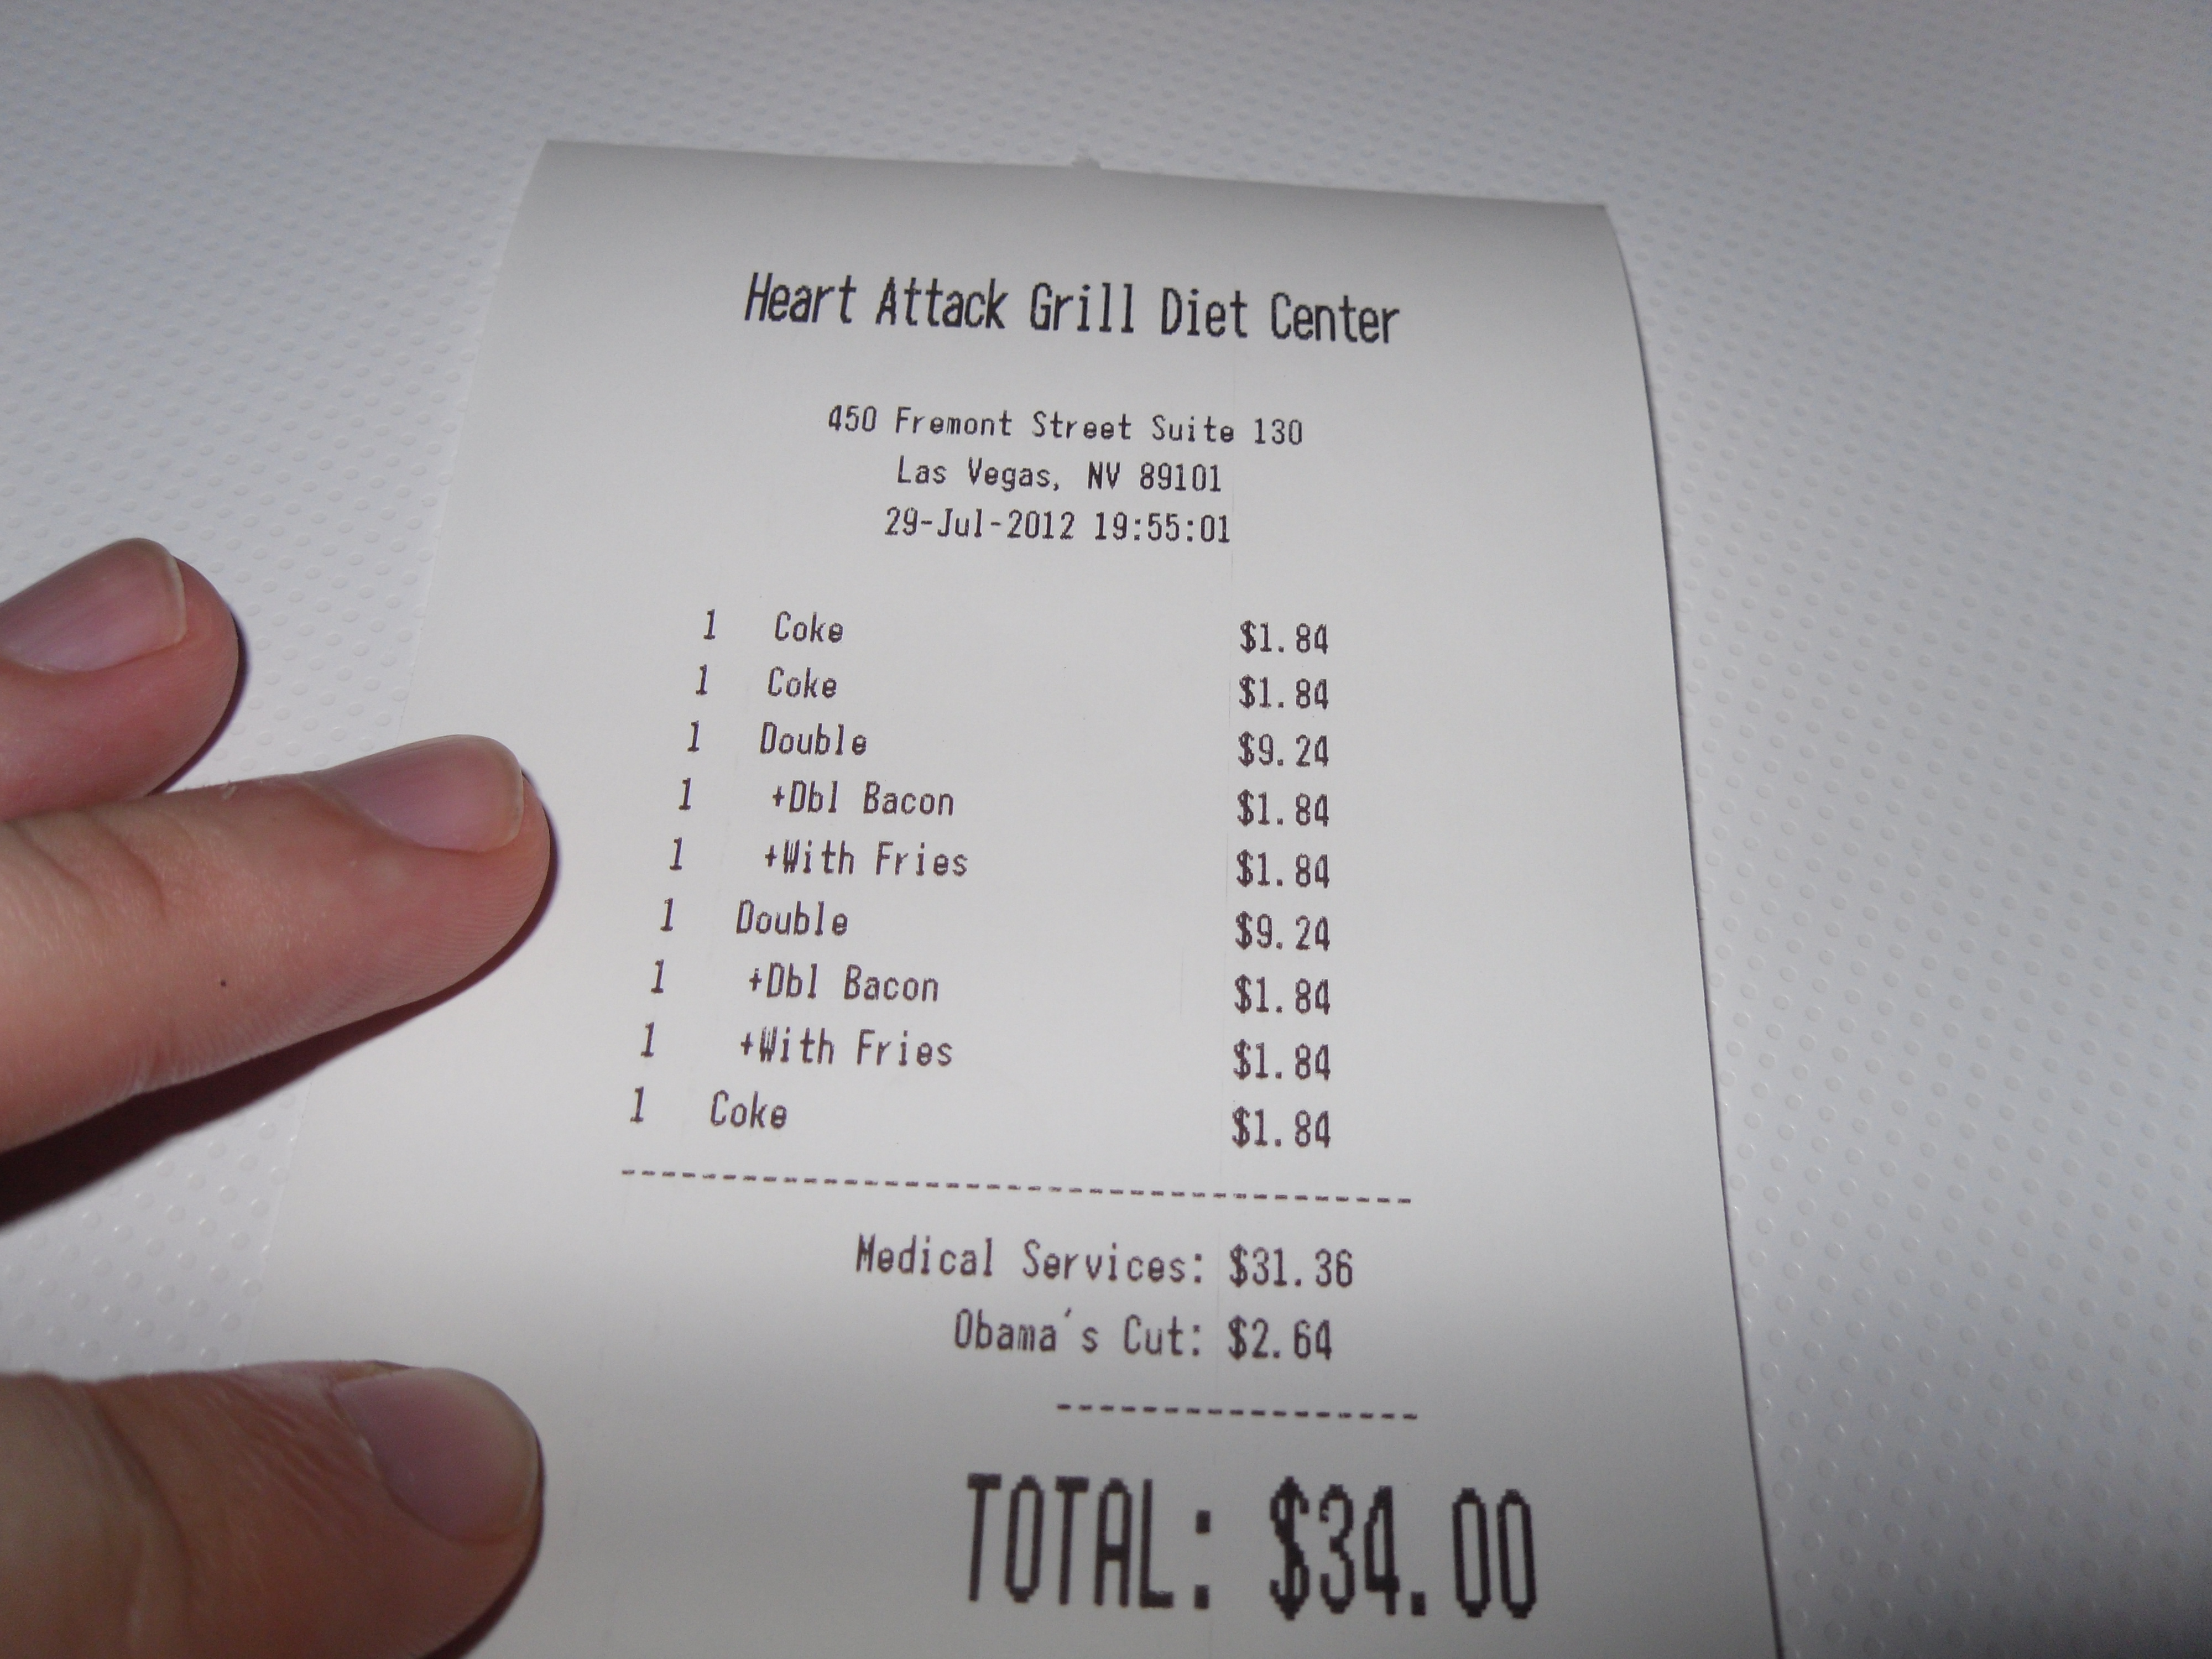 Heart Attack Grill Diet Center
450 Fremont Street Suite 130
Las Vegas, NV 89101
29-Jul-2012 19:55:01
1 Coke $1.84
1 Coke $1.84
1 Double $9.24
1 +Dbl Bacon $1.84
1 +With Fries $1.84
1 Double $9.24
1 +Dbl Bacon $1.84
1 +With Fries $1.84
1 Coke $1.84
----------------------------------------
Medical Services: $31.36
Obama's Cut: $2.64
-----------------
TOTAL: $34.00